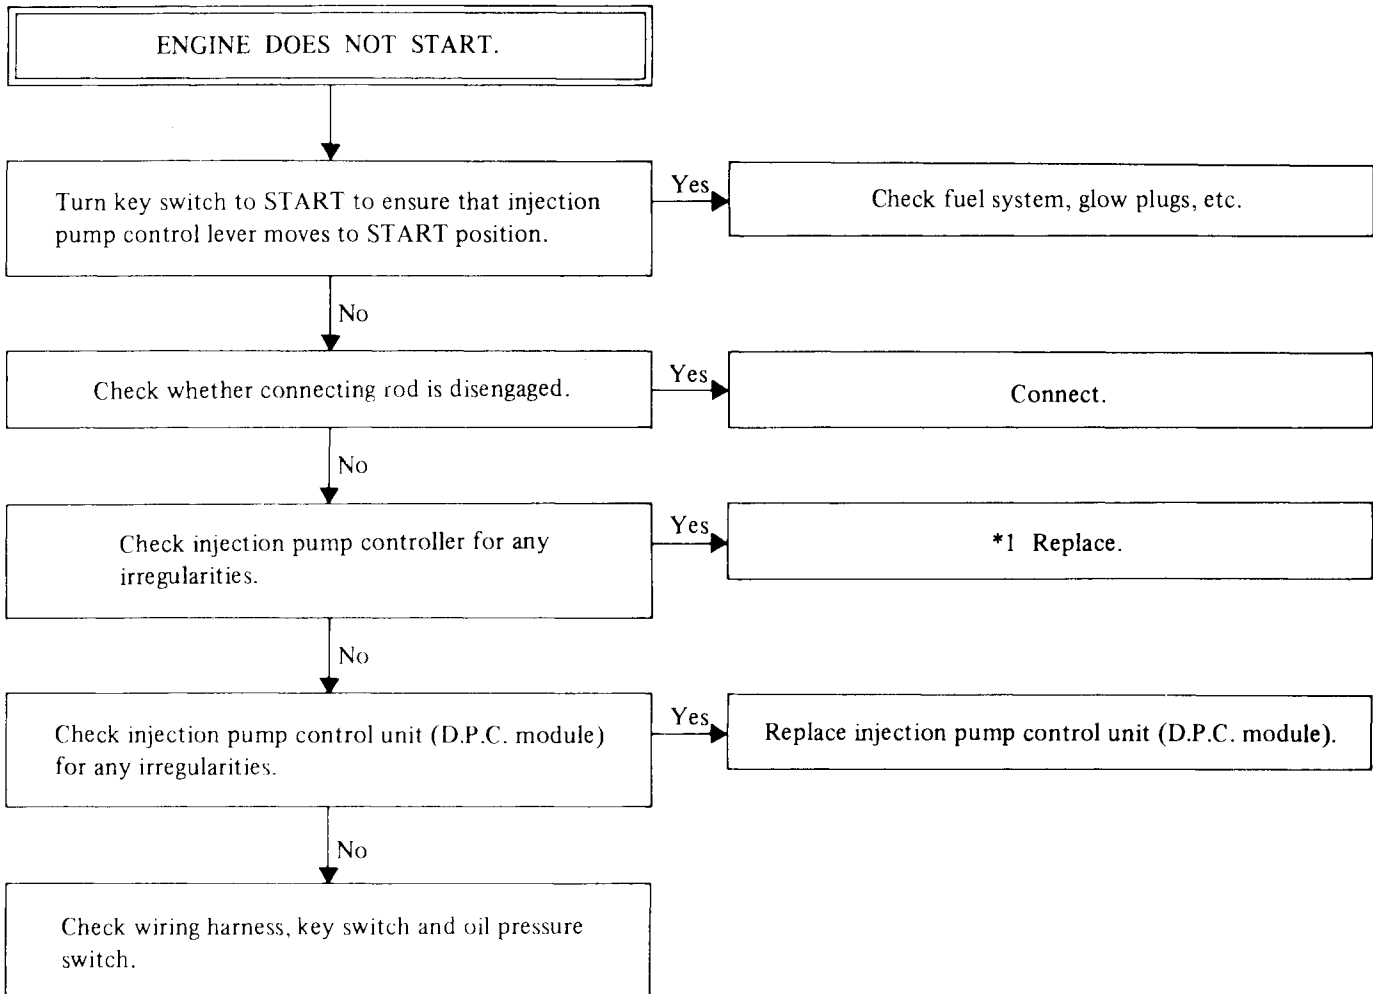 ENGINE DOES NOT START.
Turn key switch to START to ensure that injection
pump control lever moves to START position.
Yes
Check fuel system, glow plugs, etc.
No
Check whether connecting rod is disengaged.
Yes
Connect.
No
Check injection pump controller for any
irregularities.
Yes
*1 Replace.
No
Check injection pump control unit (D.P.C. module)
for any irregularities.
Yes
Replace injection pump control unit (D.P.C. module).
No
Check wiring harness, key switch and oil pressure
switch.